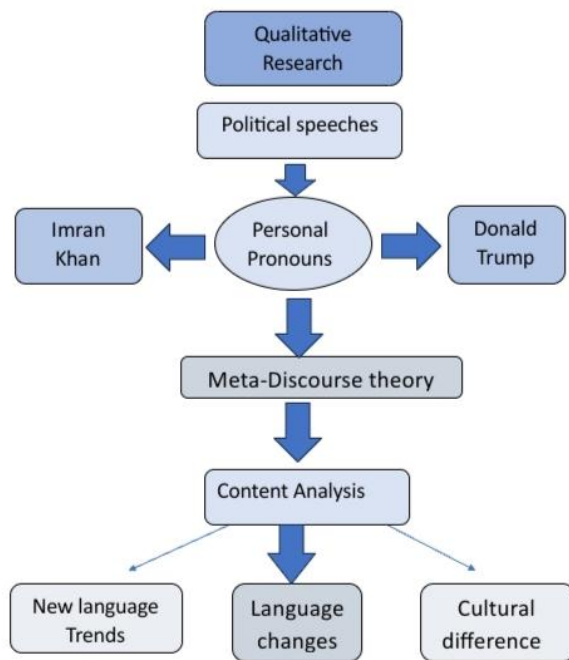 Qualitative
Research
Political speeches
Imran
Khan
Personal
Pronouns
Donald
Trump
Meta-Discourse theory
Content Analysis
New language
Trends
Language
changes
Cultural
difference